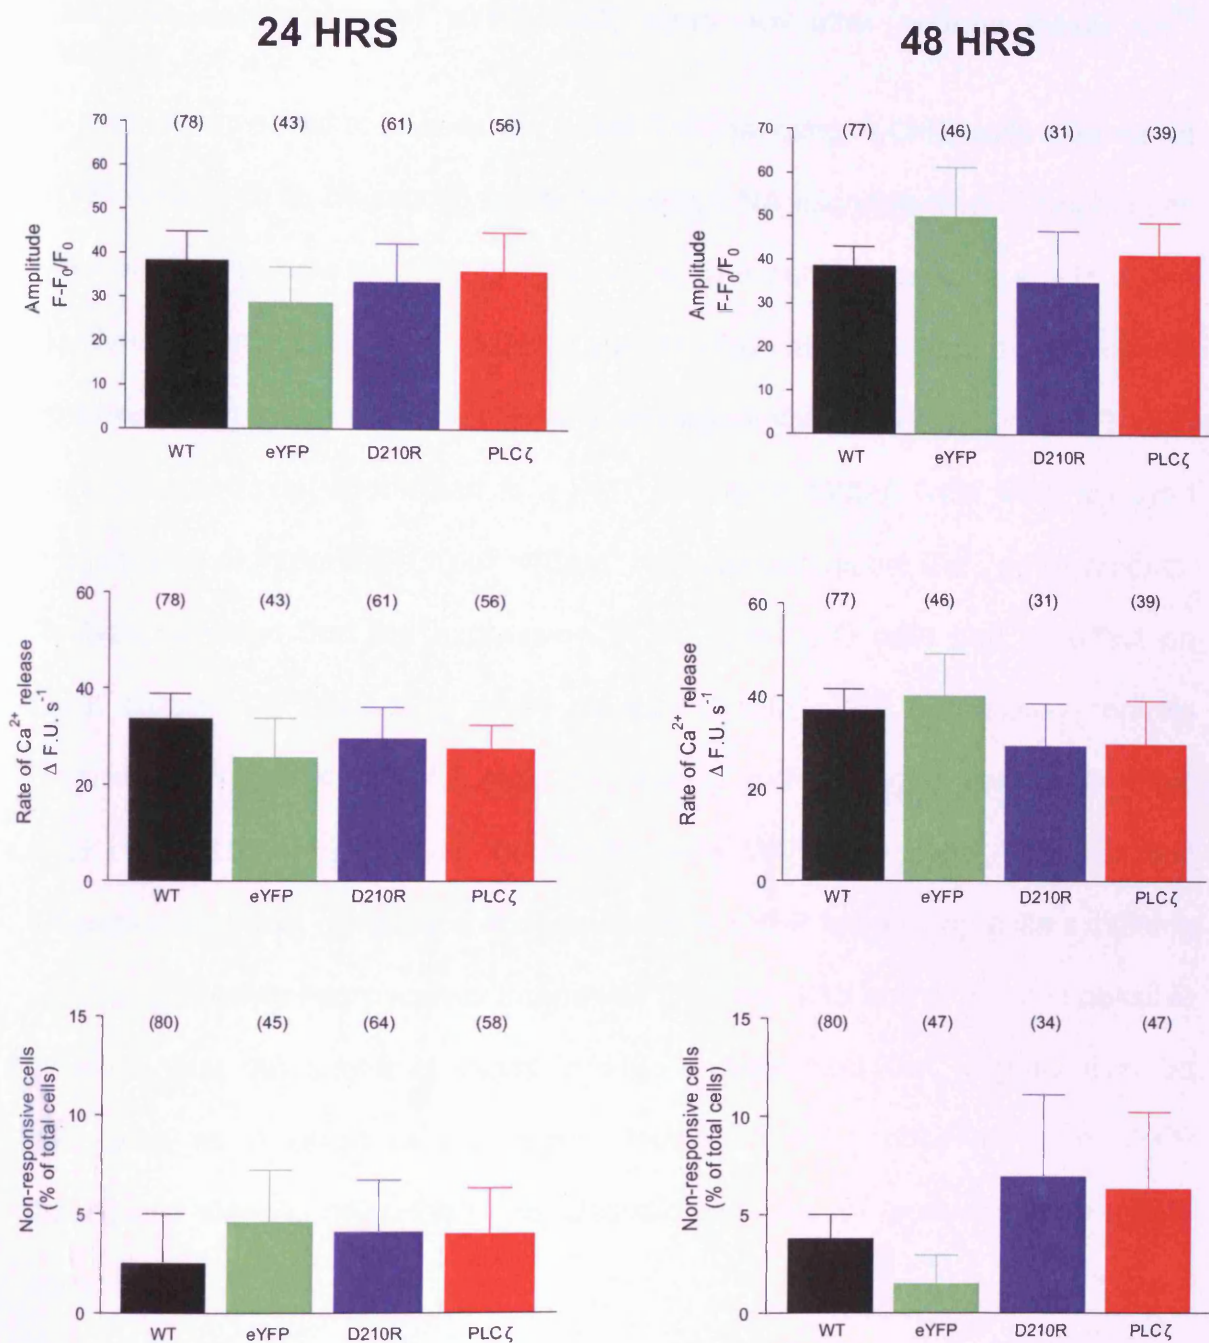 24 HRS
48 HRS
(78) (43) (61) (56)
70
60
50
40
30
20
10
0
Amplitude
F-F₀/F₀
WT eYFP D210R PLCζ
(77) (46) (31) (39)
70
60
50
40
30
20
10
0
Amplitude
F-F₀/F₀
WT eYFP D210R PLCζ
(78) (43) (61) (56)
60
40
20
0
Rate of Ca²⁺ release
Δ F.U. s⁻¹
WT eYFP D210R PLCζ
(77) (46) (31) (39)
60
40
20
0
Rate of Ca²⁺ release
Δ F.U. s⁻¹
WT eYFP D210R PLCζ
(80) (45) (64) (58)
15
10
5
0
Non-responsive cells
(% of total cells)
WT eYFP D210R PLCζ
(80) (47) (34) (47)
15
10
5
0
Non-responsive cells
(% of total cells)
WT eYFP D210R PLCζ